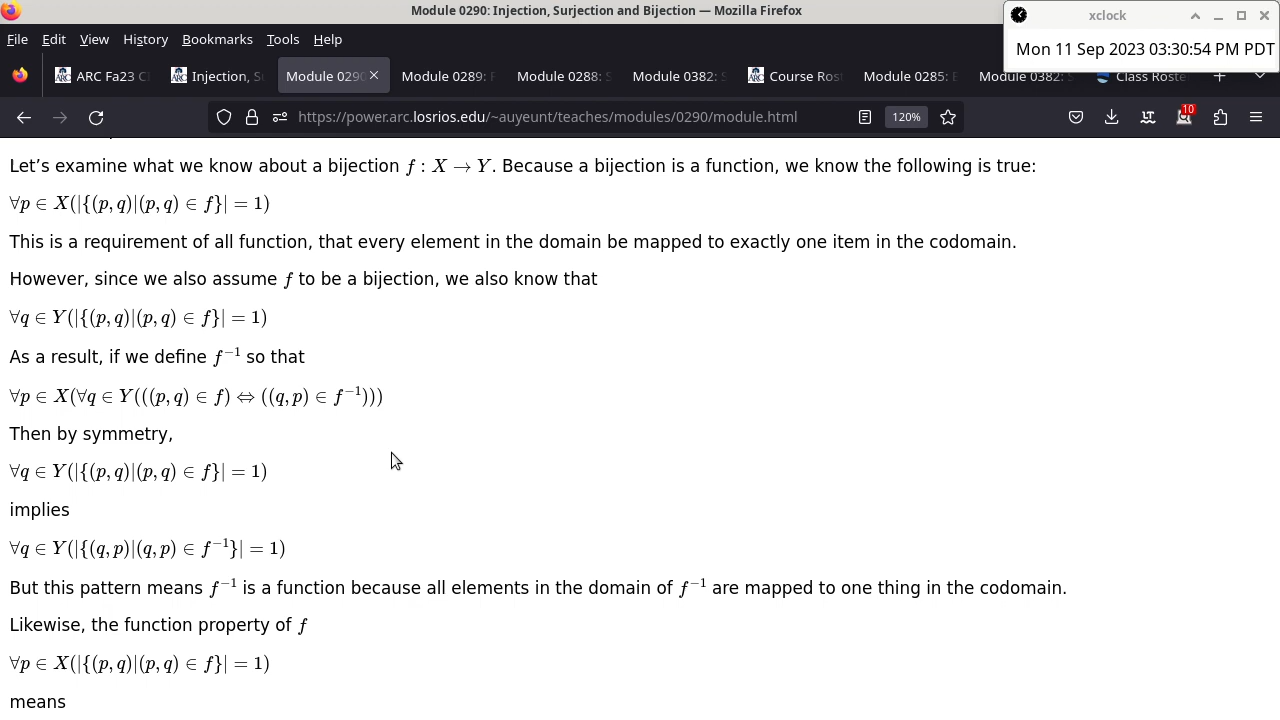 Module 0290: Injection, Surjection and Bijection — Mozilla Firefox
xclock
Mon 11 Sep 2023 03:30:54 PM PDT
File Edit View History Bookmarks Tools Help
ARC Fa23 C Injection, Su Module 0290 Module 0289: F Module 0288: S Module 0382: S Course Rost Module 0285: E Module 0382: Class Roste
https://power.arc.losrios.edu/~auyeunt/teaches/modules/0290/module.html 120% 10
Let’s examine what we know about a bijection f : X → Y. Because a bijection is a function, we know the following is true:
∀p ∈ X(|{(p, q)|(p, q) ∈ f}| = 1)
This is a requirement of all function, that every element in the domain be mapped to exactly one item in the codomain.
However, since we also assume f to be a bijection, we also know that
∀q ∈ Y(|{(p, q)|(p, q) ∈ f}| = 1)
As a result, if we define f⁻¹ so that
∀p ∈ X(∀q ∈ Y(((p, q) ∈ f) ⇔ ((q, p) ∈ f⁻¹)))
Then by symmetry,
∀q ∈ Y(|{(p, q)|(p, q) ∈ f}| = 1)
implies
∀q ∈ Y(|{(q, p)|(q, p) ∈ f⁻¹}| = 1)
But this pattern means f⁻¹ is a function because all elements in the domain of f⁻¹ are mapped to one thing in the codomain.
Likewise, the function property of f
∀p ∈ X(|{(p, q)|(p, q) ∈ f}| = 1)
means